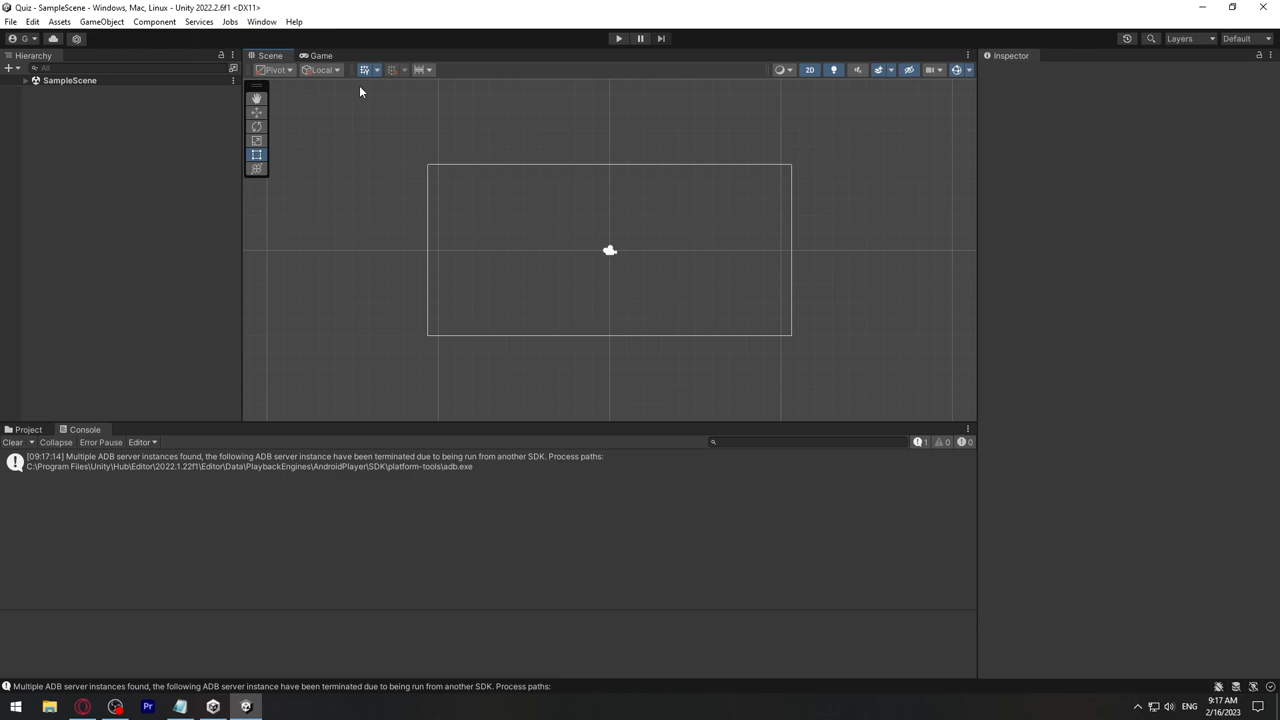 Quiz - SampleScene - Windows, Mac, Linux - Unity 2022.2.6f1 <DX11>
File Edit Assets GameObject Component Services Jobs Window Help
G
Layers Default
Hierarchy
All
SampleScene
Scene Game
Pivot Local
2D
Inspector
Project Console
Clear Collapse Error Pause Editor
1 0 0
[09:17:14] Multiple ADB server instances found, the following ADB server instance have been terminated due to being run from another SDK. Process paths:
C:\Program Files\Unity\Hub\Editor\2022.1.22f1\Editor\Data\PlaybackEngines\AndroidPlayer\SDK\platform-tools\adb.exe
Multiple ADB server instances found, the following ADB server instance have been terminated due to being run from another SDK. Process paths:
Pr
ENG
9:17 AM
2/16/2023